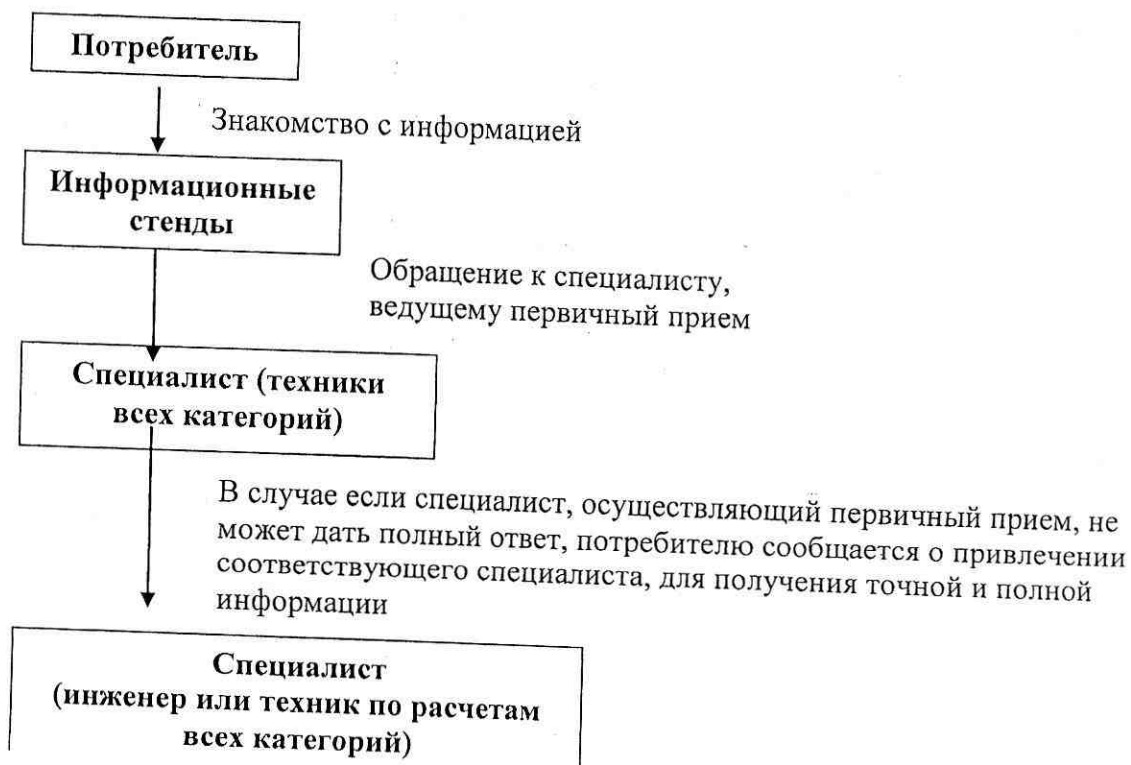 Потребитель
Знакомство с информацией
Информационные
стенды
Обращение к специалисту,
ведущему первичный прием
Специалист (техники
всех категорий)
В случае если специалист, осуществляющий первичный прием, не
может дать полный ответ, потребителю сообщается о привлечении
соответствующего специалиста, для получения точной и полной
информации
Специалист
(инженер или техник по расчетам
всех категорий)